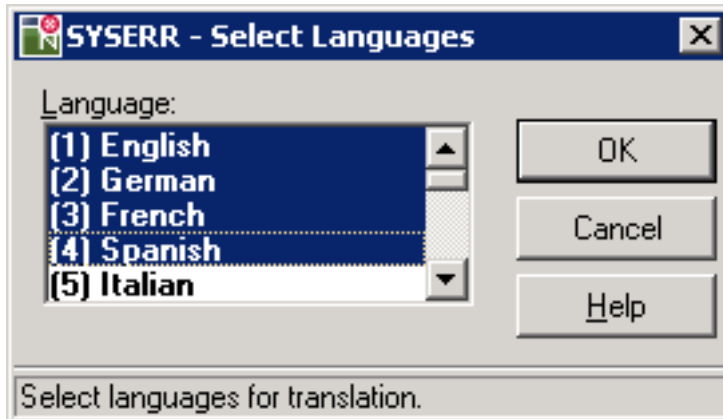 SYSERR - Select Languages
Language:
(1) English
(2) German
(3) French
(4) Spanish
(5) Italian
OK
Cancel
Help
Select languages for translation.